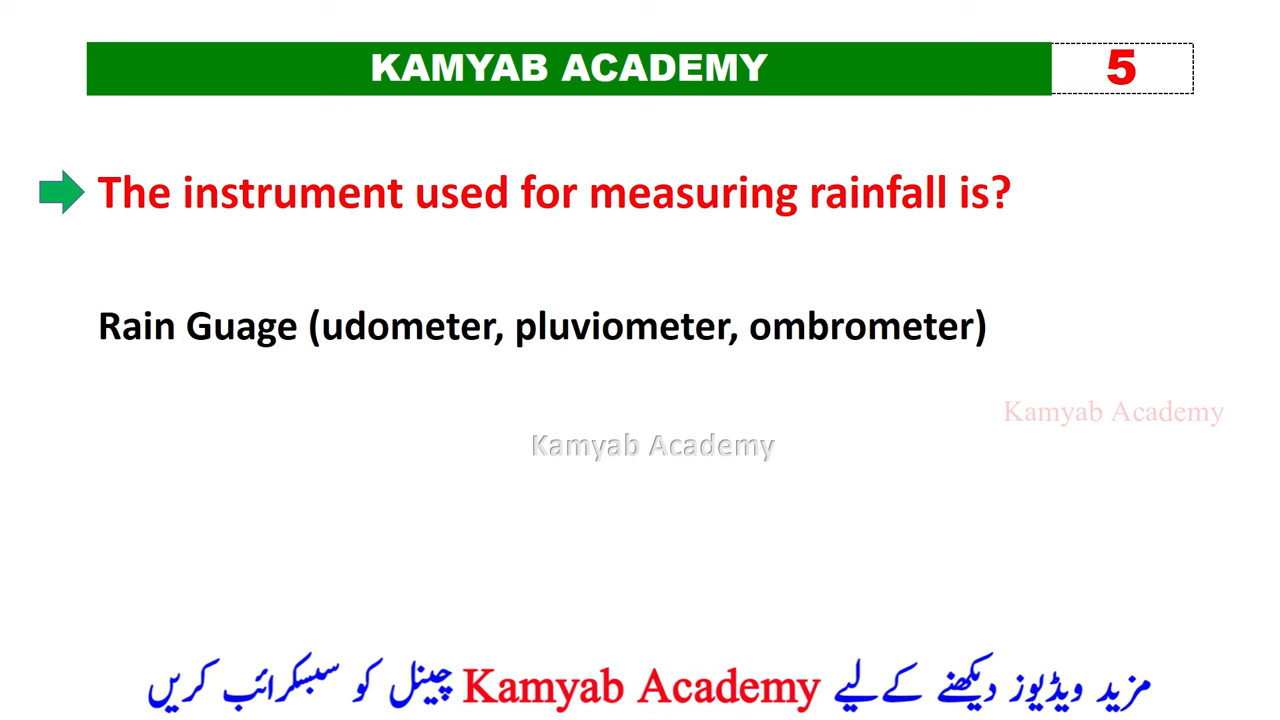 KAMYAB ACADEMY
5
The instrument used for measuring rainfall is?
Rain Guage (udometer, pluviometer, ombrometer)
Kamyab Academy
Kamyab Academy
مزید ویڈیوز دیکھنے کے لیے Kamyab Academy چینل کو سبسکرائب کریں